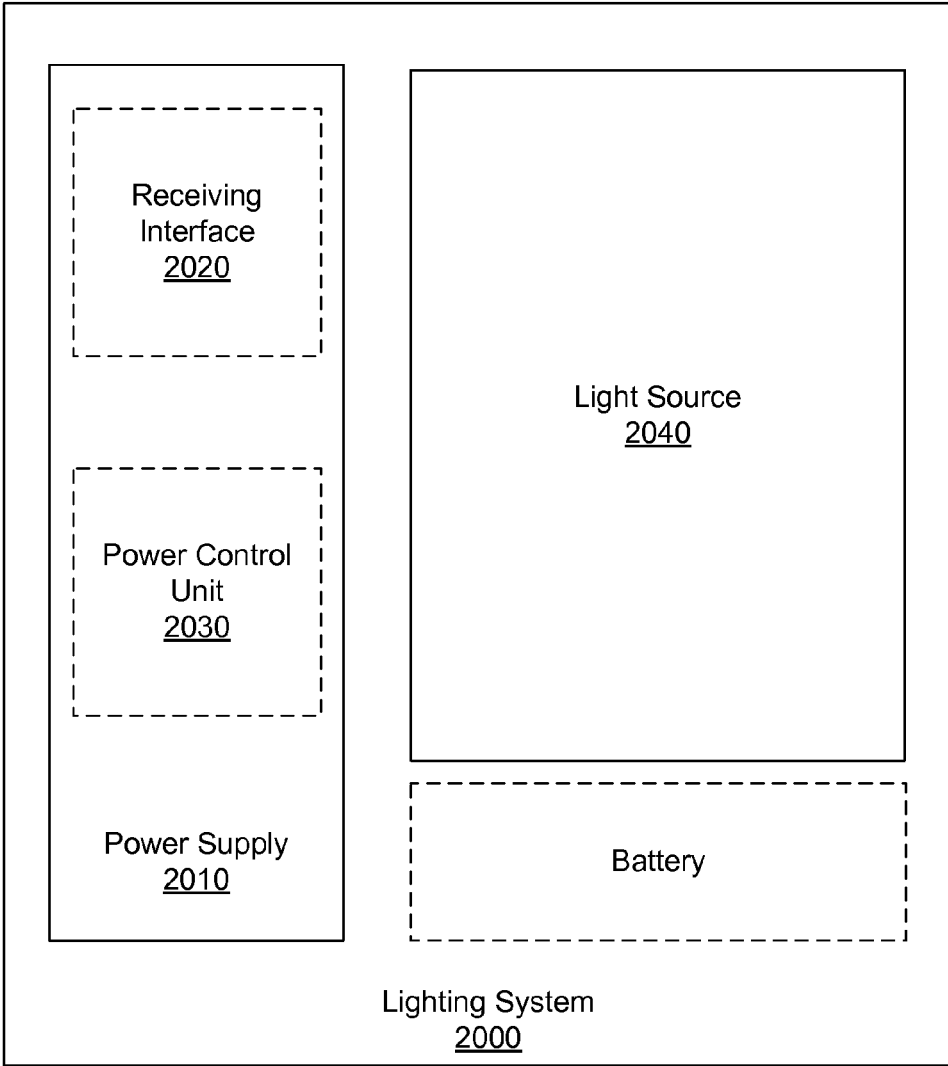 Receiving
Interface
2020
Power Control
Unit
2030
Power Supply
2010
Light Source
2040
Battery
Lighting System
2000